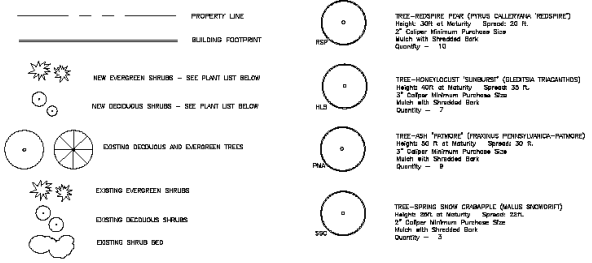 PROPERTY LINE
BUILDING FOOTPRINT
NEW EVERGREEN SHRUBS - SEE PLANT LIST BELOW
NEW DECIDUOUS SHRUBS - SEE PLANT LIST BELOW
EXISTING DECIDUOUS AND EVERGREEN TREES
EXISTING EVERGREEN SHRUBS
EXISTING DECIDUOUS SHRUBS
EXISTING SHRUB BED
RSP
TREE-REDSPIRE PEAR (PYRUS CALLERYANA 'REDSPIRE')
Height: 30ft at Maturity Spread: 20 ft.
2" Caliper Minimum Purchase Size
Mulch with Shredded Bark
Quantity - 10
HLS
TREE-HONEYLOCUST 'SUNBURST' (GLEDITSIA TRIACANTHOS)
Height: 40ft at Maturity Spread: 35 ft.
3" Caliper Minimum Purchase Size
Mulch with Shredded Bark
Quantity - 7
PMA
TREE-ASH 'PATMORE' (FRAXINUS PENNSYLVANICA-PATMORE)
Height: 50 ft at Maturity Spread: 30 ft.
3" Caliper Minimum Purchase Size
Mulch with Shredded Bark
Quantity - 9
SSC
TREE-SPRING SNOW CRABAPPLE (MALUS SNOWDRIFT)
Height: 25ft at Maturity Spread: 22ft.
2" Caliper Minimum Purchase Size
Mulch with Shredded Bark
Quantity - 3